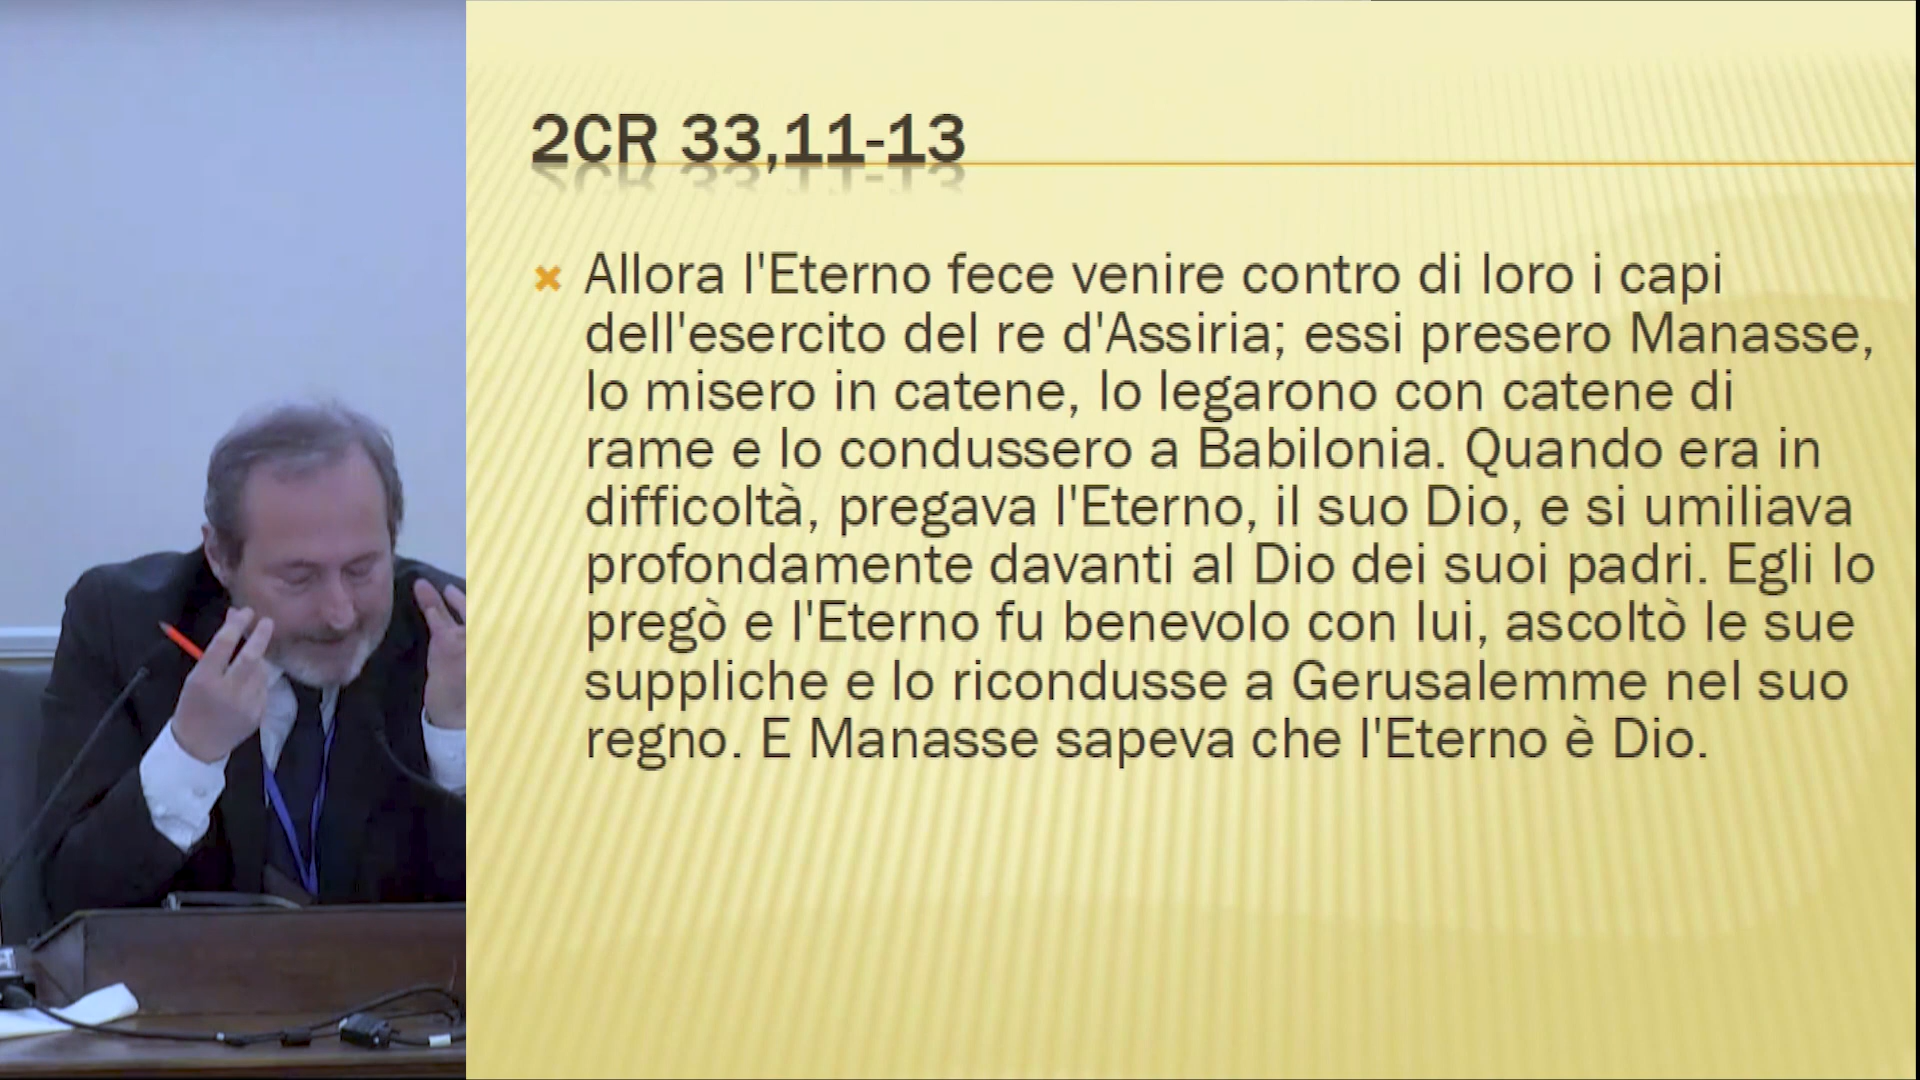 2CR 33,11-13
Allora l'Eterno fece venire contro di loro i capi
dell'esercito del re d'Assiria; essi presero Manasse,
lo misero in catene, lo legarono con catene di
rame e lo condussero a Babilonia. Quando era in
difficoltà, pregava l'Eterno, il suo Dio, e si umiliava
profondamente davanti al Dio dei suoi padri. Egli lo
pregò e l'Eterno fu benevolo con lui, ascoltò le sue
suppliche e lo ricondusse a Gerusalemme nel suo
regno. E Manasse sapeva che l'Eterno è Dio.